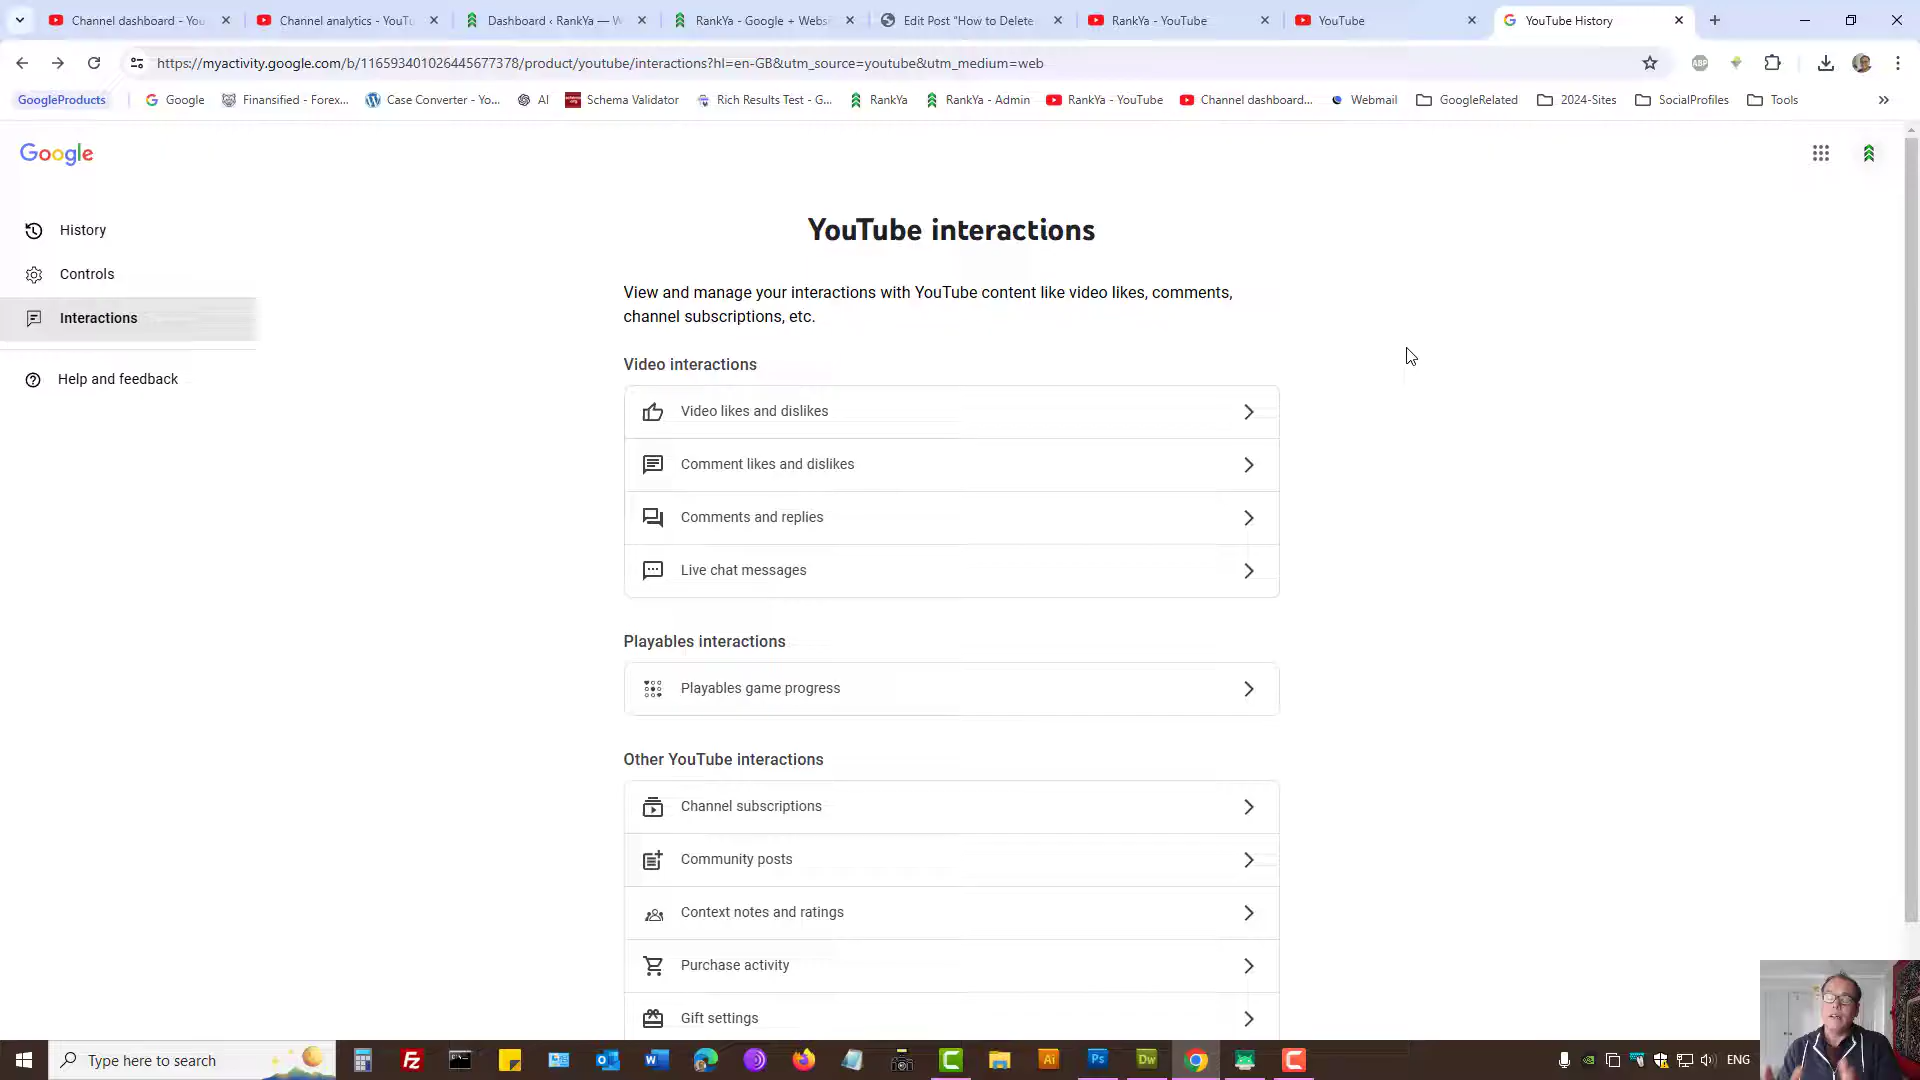 Channel dashboard - You
Channel analytics - YouTu
Dashboard ‹ RankYa — W
RankYa - Google + Websi
Edit Post "How to Delete
RankYa - YouTube
YouTube
YouTube History
https://myactivity.google.com/b/116593401026445677378/product/youtube/interactions?hl=en-GB&utm_source=youtube&utm_medium=web
ABP
GoogleProducts
Google
Finansified - Forex...
Case Converter - Yo...
AI
Schema Validator
Rich Results Test - G...
RankYa
RankYa - Admin
RankYa - YouTube
Channel dashboard...
Webmail
GoogleRelated
2024-Sites
SocialProfiles
Tools
Google
History
Controls
Interactions
Help and feedback
YouTube interactions
View and manage your interactions with YouTube content like video likes, comments,
channel subscriptions, etc.
Video interactions
Video likes and dislikes
Comment likes and dislikes
Comments and replies
Live chat messages
Playables interactions
Playables game progress
Other YouTube interactions
Channel subscriptions
Community posts
Context notes and ratings
Purchase activity
Gift settings
Type here to search
Fz
Ai
Ps
Dw
ENG